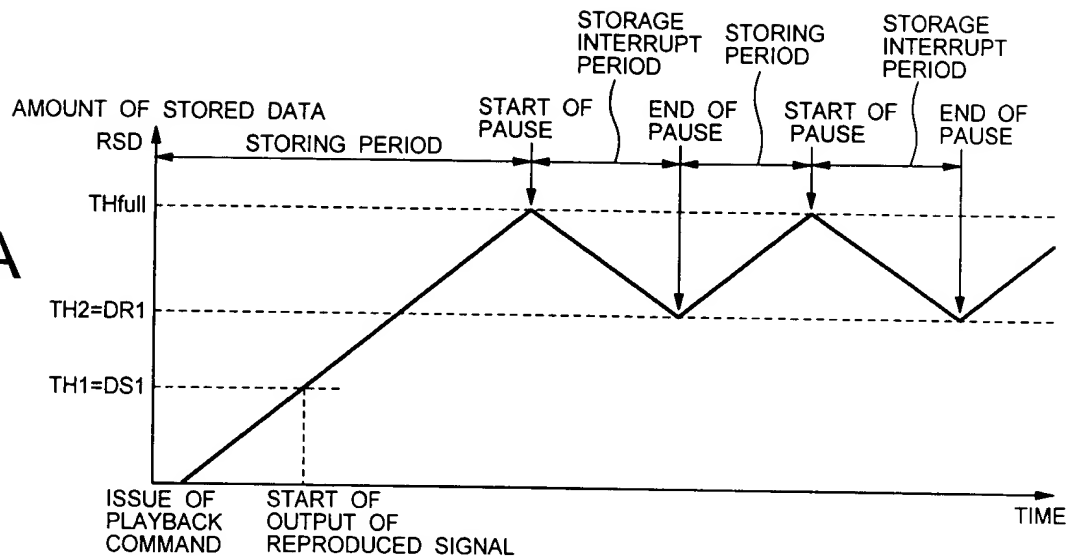 STORAGE
INTERRUPT
PERIOD
STORING
PERIOD
STORAGE
INTERRUPT
PERIOD
AMOUNT OF STORED DATA
RSD
START OF
PAUSE
END OF
PAUSE
START OF
PAUSE
END OF
PAUSE
STORING PERIOD
THfull
A
TH2=DR1
TH1=DS1
ISSUE OF
PLAYBACK
COMMAND
START OF
OUTPUT OF
REPRODUCED SIGNAL
TIME